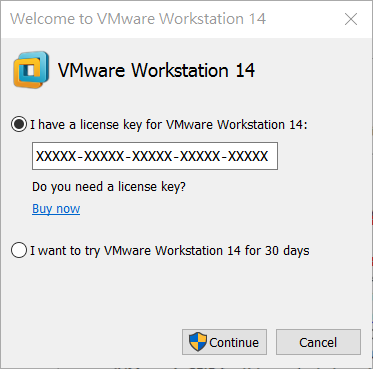 Welcome to VMware Workstation 14
VMware Workstation 14
I have a license key for VMware Workstation 14:
XXXXX-XXXXX-XXXXX-XXXXX-XXXXX
Do you need a license key?
Buy now
I want to try VMware Workstation 14 for 30 days
Continue Cancel